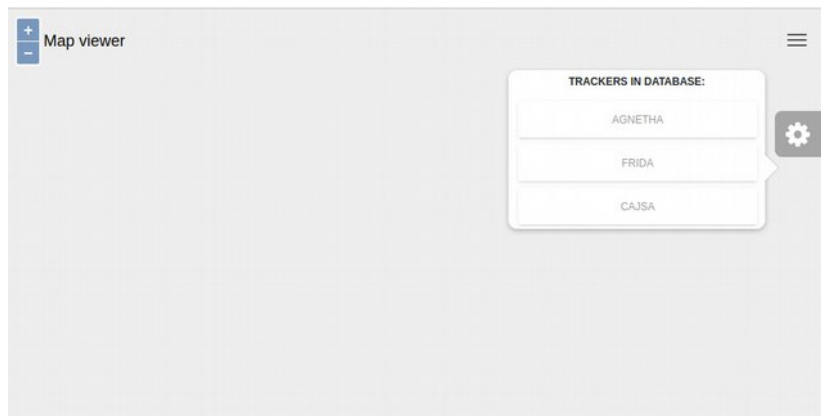 +
Map viewer
−
TRACKERS IN DATABASE:
AGNETHA
FRIDA
CAJSA